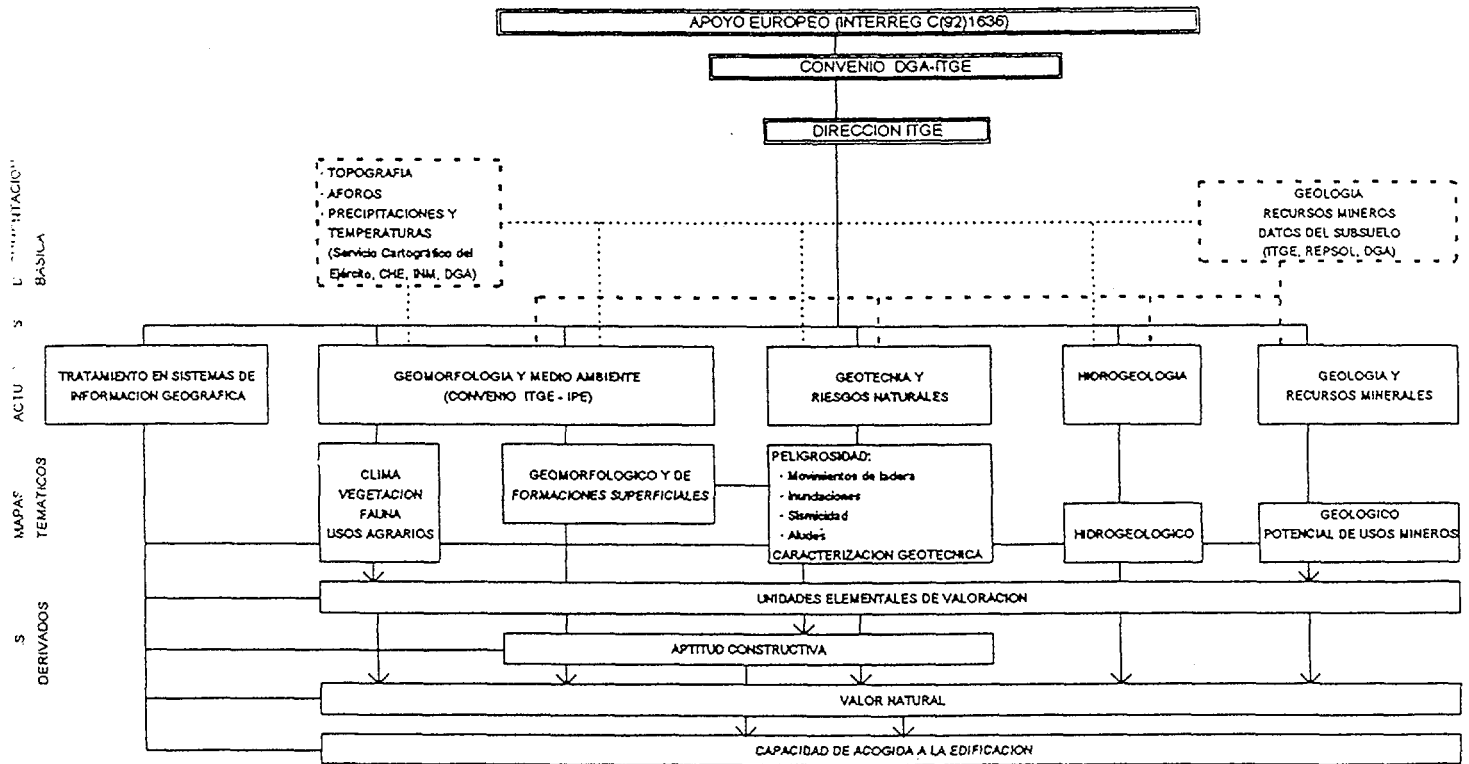 APOYO EUROPEO (INTERREG C(92)1636)
CONVENIO DGA-ITGE
DIRECCION ITGE
BASICA
- TOPOGRAFIA
- AFOROS
- PRECIPITACIONES Y
TEMPERATURAS
(Servicio Cartográfico del
Ejército, CHE, INM, DGA)
GEOLOGIA
RECURSOS MINEROS
DATOS DEL SUBSUELO
(ITGE, REPSOL, DGA)
TRATAMIENTO EN SISTEMAS DE
INFORMACION GEOGRAFICA
GEOMORFOLOGIA Y MEDIO AMBIENTE
(CONVENIO ITGE - IPE)
GEOTECNIA Y
RIESGOS NATURALES
HIDROGEOLOGIA
GEOLOGIA Y
RECURSOS MINERALES
MAPAS
TEMATICOS
CLIMA
VEGETACION
FAUNA
USOS AGRARIOS
GEOMORFOLOGICO Y DE
FORMACIONES SUPERFICIALES
PELIGROSIDAD:
- Movimientos de ladera
- Inundaciones
- Sismicidad
- Aludes
CARACTERIZACION GEOTECNICA
HIDROGEOLOGICO
GEOLOGICO
POTENCIAL DE USOS MINEROS
DERIVADOS
UNIDADES ELEMENTALES DE VALORACION
APTITUD CONSTRUCTIVA
VALOR NATURAL
CAPACIDAD DE ACOGIDA A LA EDIFICACION